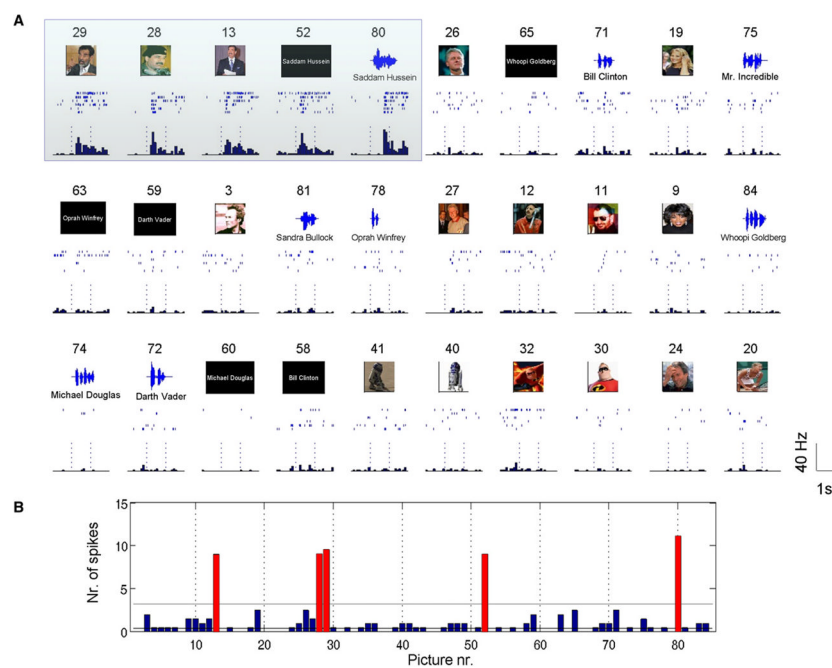 A
29 28 13 52 80 26 65 71 19 75
Saddam Hussein
Whoopi Goldberg
Saddam Hussein
Bill Clinton
Mr. Incredible
63 59 3 81 78 27 12 11 9 84
Oprah Winfrey
Darth Vader
Sandra Bullock
Oprah Winfrey
Whoopi Goldberg
74 72 60 58 41 40 32 30 24 20
Michael Douglas
Bill Clinton
Michael Douglas
Darth Vader
40 Hz
1s
B
15
10
5
0
Nr. of spikes
10 20 30 40 50 60 70 80
Picture nr.